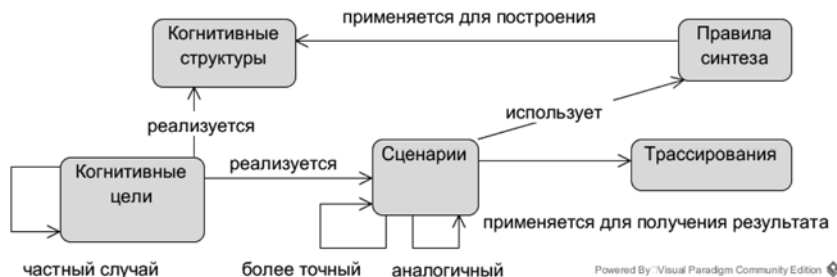 применяется для построения
Когнитивные
структуры
Правила
синтеза
использует
реализуется
Когнитивные
цели
реализуется
Сценарии
Трассирования
применяется для получения результата
частный случай
более точный
аналогичный
Powered By Visual Paradigm Community Edition